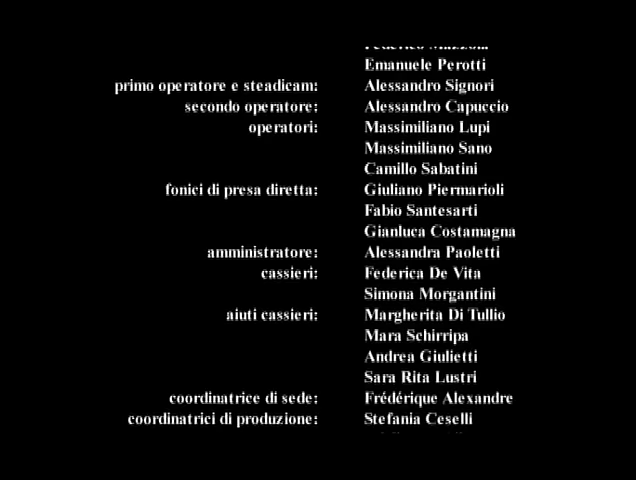 Emanuele Perotti
primo operatore e steadicam: Alessandro Signori
secondo operatore: Alessandro Capuccio
operatori: Massimiliano Lupi
Massimiliano Sano
Camillo Sabatini
fonici di presa diretta: Giuliano Piermarioli
Fabio Santesarti
Gianluca Costamagna
amministratore: Alessandra Paoletti
cassieri: Federica De Vita
Simona Morgantini
aiuti cassieri: Margherita Di Tullio
Mara Schirripa
Andrea Giulietti
Sara Rita Lustri
coordinatrice di sede: Frédérique Alexandre
coordinatrici di produzione: Stefania Ceselli